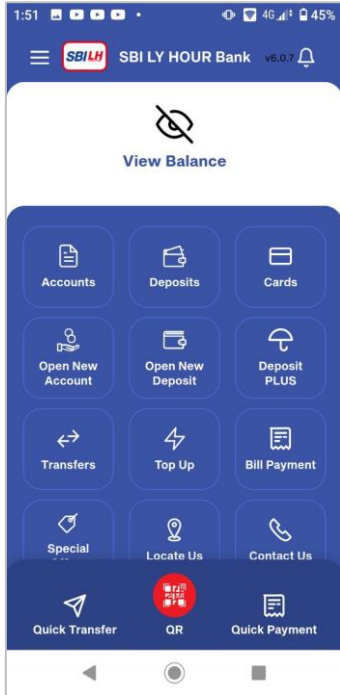 1:51
4G
45%
SBI LH
SBI LY HOUR Bank
v6.0.7
View Balance
Accounts
Deposits
Cards
Open New
Account
Open New
Deposit
Deposit
PLUS
Transfers
Top Up
Bill Payment
Special
Locate Us
Contact Us
Quick Transfer
QR
Quick Payment